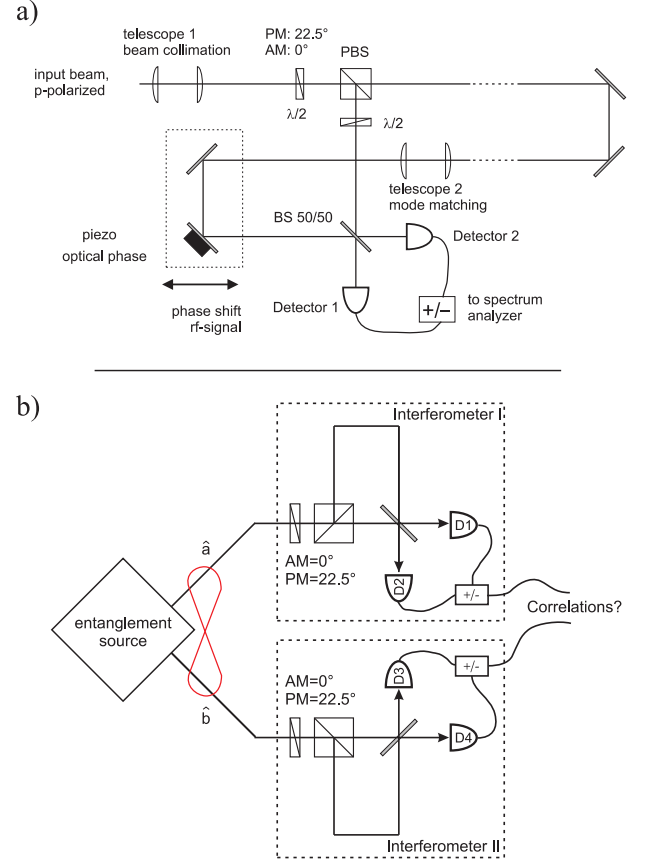 a)
telescope 1
beam collimation
PM: 22.5°
AM: 0°
PBS
input beam,
p-polarized
λ/2
λ/2
telescope 2
mode matching
BS 50/50
piezo
optical phase
Detector 2
phase shift
rf-signal
Detector 1
+/−
to spectrum
analyzer
b)
Interferometer I
D1
â
AM=0°
PM=22.5°
D2
+/-
entanglement
source
Correlations?
AM=0°
PM=22.5°
D3
+/-
b̂
D4
Interferometer II